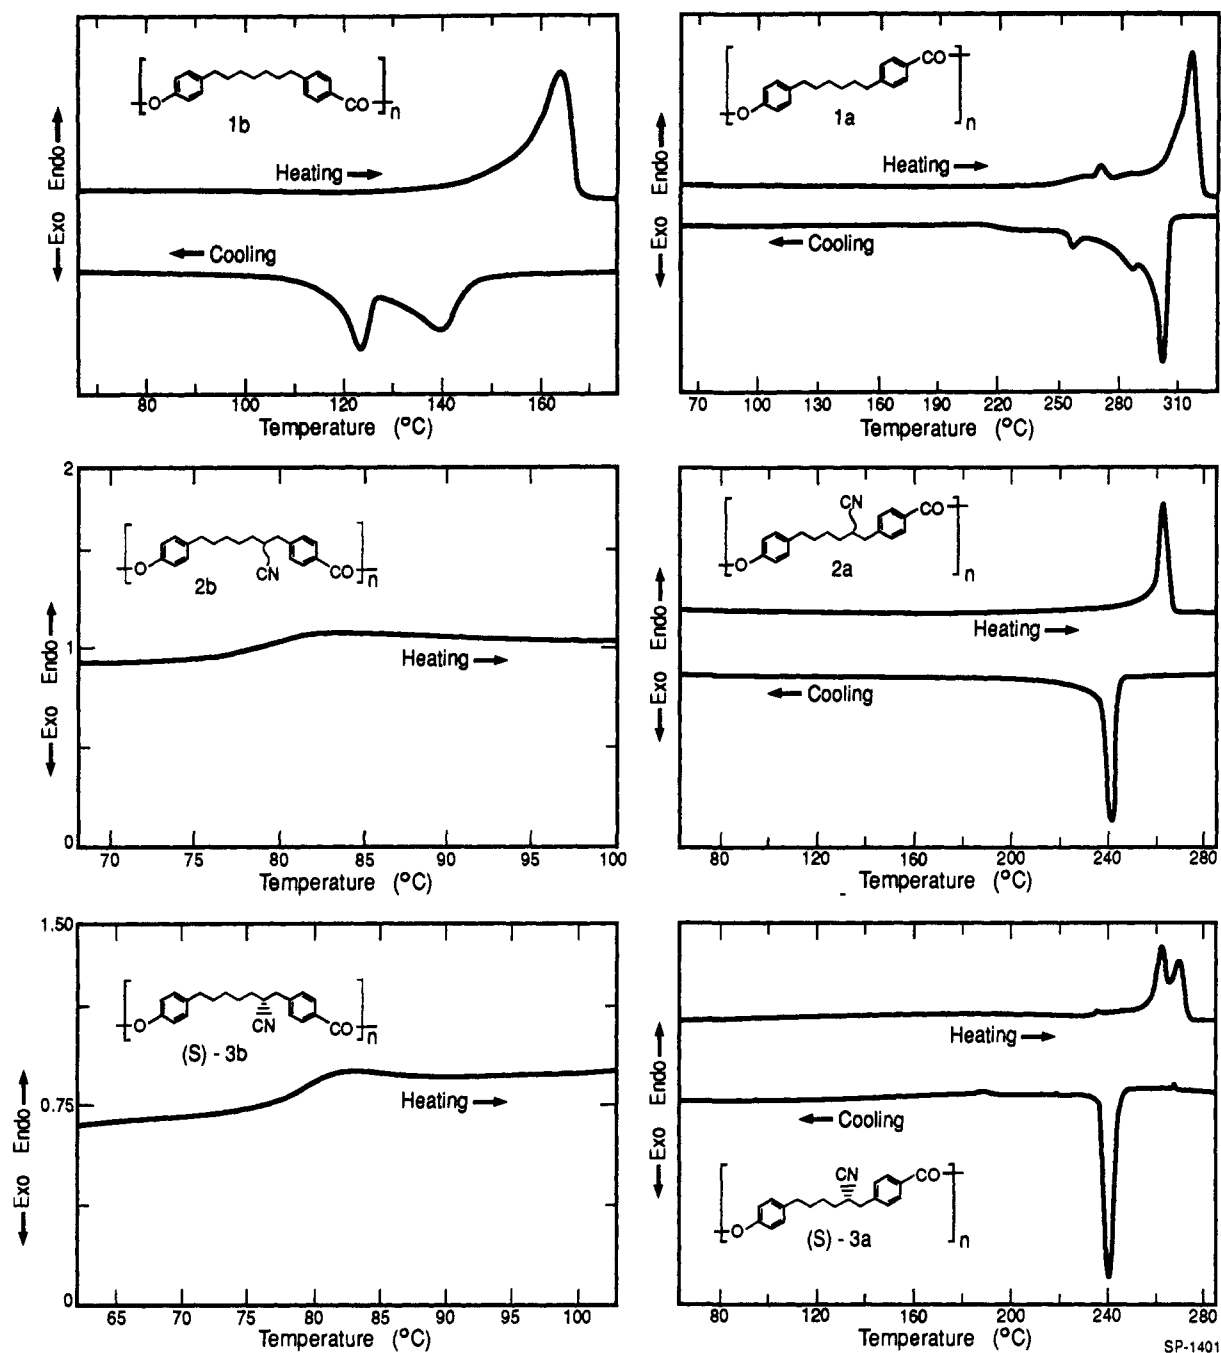 Exo Endo
O
CO
n
1b
Heating
Cooling
80 100 120 140 160
Temperature (°C)
Exo Endo
O
CO
n
1a
Heating
Cooling
70 100 130 160 190 220 250 280 310
Temperature (°C)
2
1
0
Exo Endo
O
CN
CO
n
2b
Heating
70 75 80 85 90 95 100
Temperature (°C)
Exo Endo
O
CN
CO
n
2a
Heating
Cooling
80 120 160 200 240 280
Temperature (°C)
1.50
0.75
0
Exo Endo
O
CN
CO
n
(S) - 3b
Heating
65 70 75 80 85 90 95 100
Temperature (°C)
Exo Endo
Heating
Cooling
O
CN
CO
n
(S) - 3a
80 120 160 200 240 280
Temperature (°C)
SP-1401